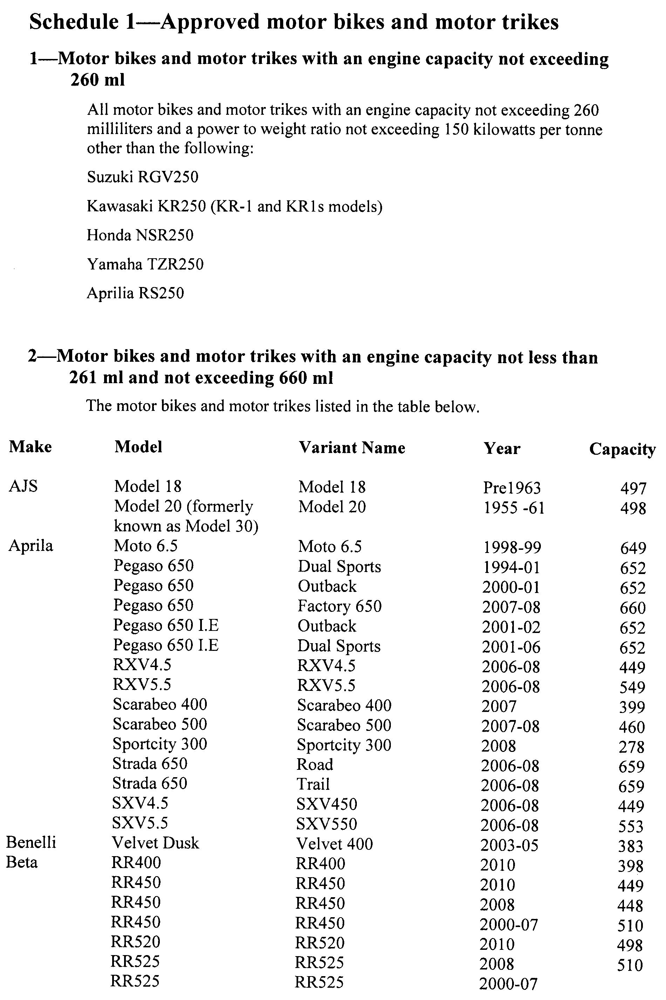 Schedule 1—Approved motor bikes and motor trikes
1—Motor bikes and motor trikes with an engine capacity not exceeding
260 ml
All motor bikes and motor trikes with an engine capacity not exceeding 260
milliliters and a power to weight ratio not exceeding 150 kilowatts per tonne
other than the following:
Suzuki RGV250
Kawasaki KR250 (KR-1 and KR1s models)
Honda NSR250
Yamaha TZR250
Aprilia RS250
2—Motor bikes and motor trikes with an engine capacity not less than
261 ml and not exceeding 660 ml
The motor bikes and motor trikes listed in the table below.
Make Model Variant Name Year Capacity
AJS Model 18 Model 18 Pre1963 497
Model 20 (formerly Model 20 1955 -61 498
known as Model 30)
Aprila Moto 6.5 Moto 6.5 1998-99 649
Pegaso 650 Dual Sports 1994-01 652
Pegaso 650 Outback 2000-01 652
Pegaso 650 Factory 650 2007-08 660
Pegaso 650 I.E Outback 2001-02 652
Pegaso 650 I.E Dual Sports 2001-06 652
RXV4.5 RXV4.5 2006-08 449
RXV5.5 RXV5.5 2006-08 549
Scarabeo 400 Scarabeo 400 2007 399
Scarabeo 500 Scarabeo 500 2007-08 460
Sportcity 300 Sportcity 300 2008 278
Strada 650 Road 2006-08 659
Strada 650 Trail 2006-08 659
SXV4.5 SXV450 2006-08 449
SXV5.5 SXV550 2006-08 553
Benelli Velvet Dusk Velvet 400 2003-05 383
Beta RR400 RR400 2010 398
RR450 RR450 2010 449
RR450 RR450 2008 448
RR450 RR450 2000-07 510
RR520 RR520 2010 498
RR525 RR525 2008 510
RR525 RR525 2000-07